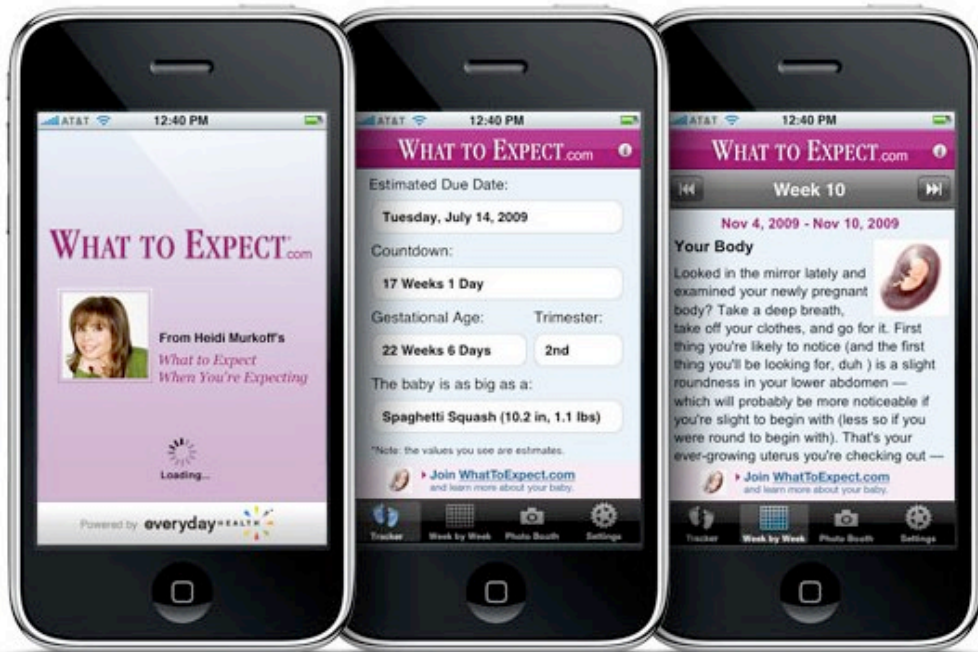 AT&T 12:40 PM
WHAT TO EXPECT.com
From Heidi Murkoff's
What to Expect
When You're Expecting
Loading...
Powered by everyday HEALTH
AT&T 12:40 PM
WHAT TO EXPECT.com
Estimated Due Date:
Tuesday, July 14, 2009
Countdown:
17 Weeks 1 Day
Gestational Age: Trimester:
22 Weeks 6 Days 2nd
The baby is as big as a:
Spaghetti Squash (10.2 in, 1.1 lbs)
*Note: the values you see are estimates.
Join WhatToExpect.com
and learn more about your baby.
Tracker Week by Week Photo Booth Settings
AT&T 12:40 PM
WHAT TO EXPECT.com
Week 10
Nov 4, 2009 - Nov 10, 2009
Your Body
Looked in the mirror lately and
examined your newly pregnant
body? Take a deep breath,
take off your clothes, and go for it. First
thing you're likely to notice (and the first
thing you'll be looking for, duh ) is a slight
roundness in your lower abdomen —
which will probably be more noticeable if
you're slight to begin with (less so if you
were round to begin with). That's your
ever-growing uterus you're checking out —
Join WhatToExpect.com
and learn more about your baby.
Tracker Week by Week Photo Booth Settings